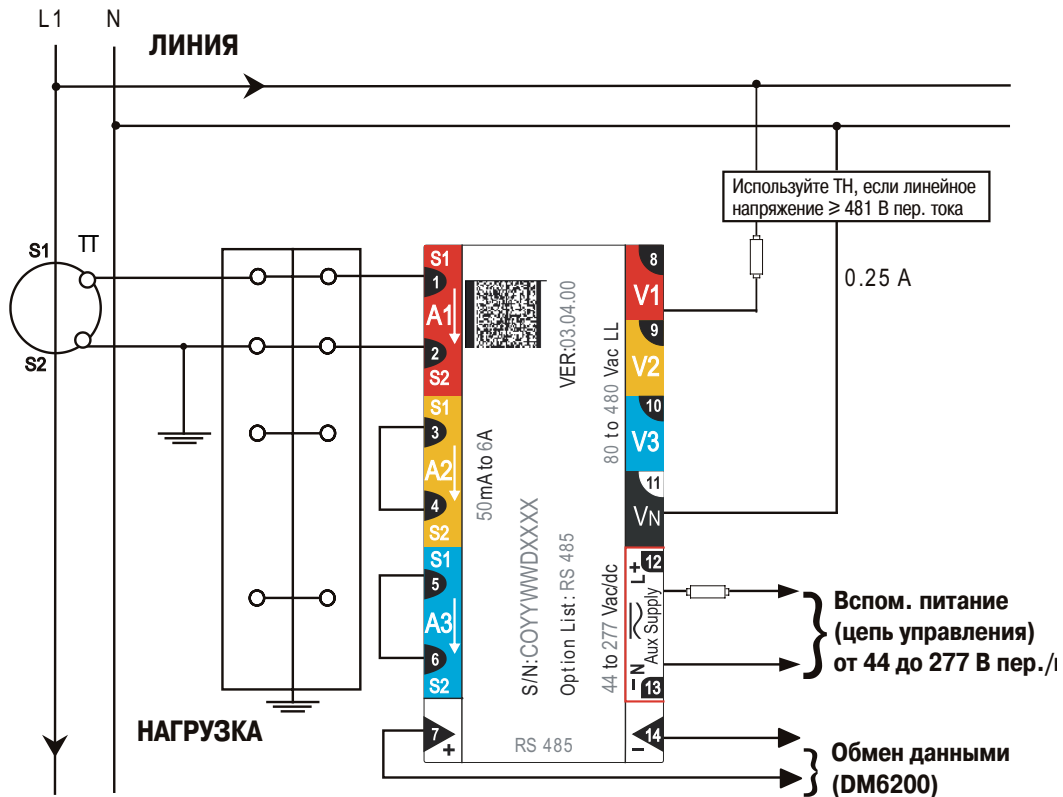 L1 N
ЛИНИЯ
Используйте ТН, если линейное
напряжение ≥ 481 В пер. тока
0.25 A
S1
ТТ
S2
S1
1
A1
2
S2
S1
3
A2
4
S2
S1
5
A3
6
S2
7
+
50mA to 6A
S/N:COYYWWDXXXX
VER:03.04.00
Option List: RS 485
80 to 480 Vac LL
44 to 277 Vac/dc
RS 485
8
V1
9
V2
10
V3
11
VN
12
L+
Aux Supply
N
−
13
14
−
Вспом. питание
(цепь управления)
от 44 до 277 В пер./
НАГРУЗКА
Обмен данными
(DM6200)